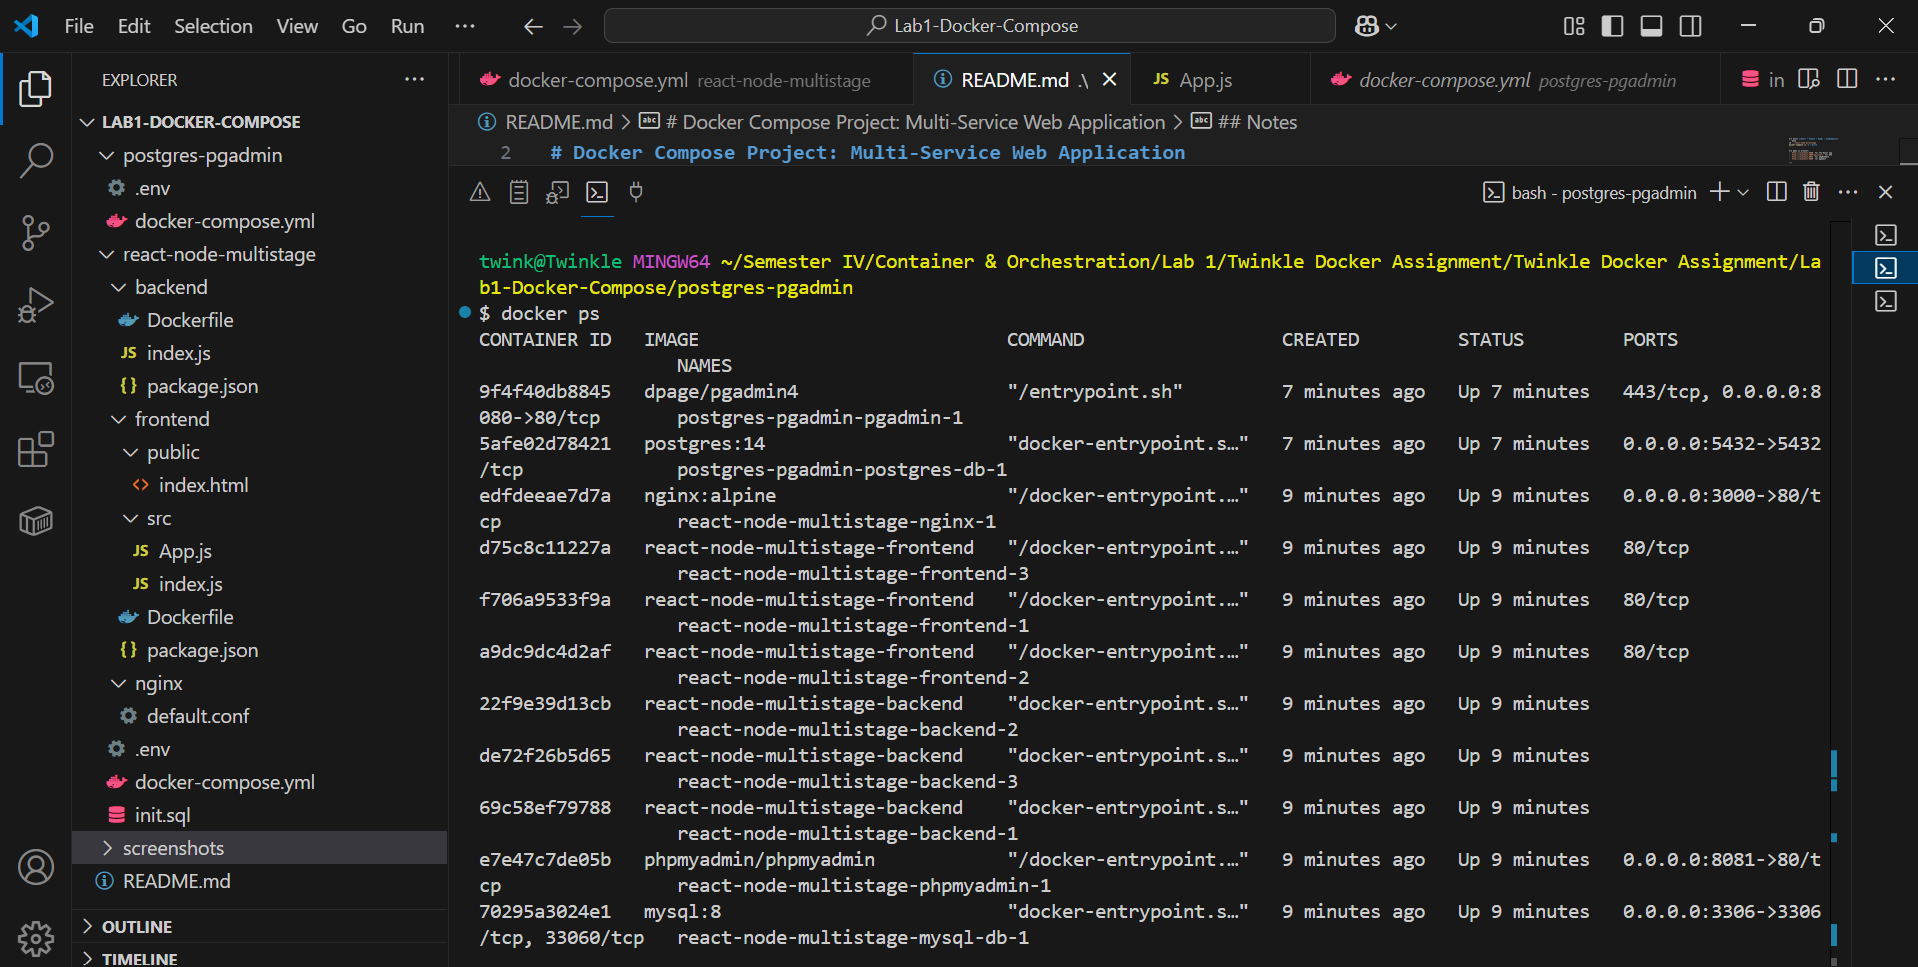 File Edit Selection View Go Run ··· Lab1-Docker-Compose
EXPLORER ···
LAB1-DOCKER-COMPOSE
postgres-pgadmin
.env
docker-compose.yml
react-node-multistage
backend
Dockerfile
JS index.js
{} package.json
frontend
public
<> index.html
src
JS App.js
JS index.js
Dockerfile
{} package.json
nginx
default.conf
.env
docker-compose.yml
init.sql
screenshots
README.md
OUTLINE
TIMELINE
docker-compose.yml react-node-multistage README.md .\ JS App.js docker-compose.yml postgres-pgadmin in ···
README.md > abc # Docker Compose Project: Multi-Service Web Application > abc ## Notes
2 # Docker Compose Project: Multi-Service Web Application
bash - postgres-pgadmin ···
twink@Twinkle MINGW64 ~/Semester IV/Container & Orchestration/Lab 1/Twinkle Docker Assignment/Twinkle Docker Assignment/La
b1-Docker-Compose/postgres-pgadmin
$ docker ps
CONTAINER ID IMAGE COMMAND CREATED STATUS PORTS
NAMES
9f4f40db8845 dpage/pgadmin4 "/entrypoint.sh" 7 minutes ago Up 7 minutes 443/tcp, 0.0.0.0:8
080->80/tcp postgres-pgadmin-pgadmin-1
5afe02d78421 postgres:14 "docker-entrypoint.s…" 7 minutes ago Up 7 minutes 0.0.0.0:5432->5432
/tcp postgres-pgadmin-postgres-db-1
edfdeeae7d7a nginx:alpine "/docker-entrypoint.…" 9 minutes ago Up 9 minutes 0.0.0.0:3000->80/t
cp react-node-multistage-nginx-1
d75c8c11227a react-node-multistage-frontend "/docker-entrypoint.…" 9 minutes ago Up 9 minutes 80/tcp
react-node-multistage-frontend-3
f706a9533f9a react-node-multistage-frontend "/docker-entrypoint.…" 9 minutes ago Up 9 minutes 80/tcp
react-node-multistage-frontend-1
a9dc9dc4d2af react-node-multistage-frontend "/docker-entrypoint.…" 9 minutes ago Up 9 minutes 80/tcp
react-node-multistage-frontend-2
22f9e39d13cb react-node-multistage-backend "docker-entrypoint.s…" 9 minutes ago Up 9 minutes
react-node-multistage-backend-2
de72f26b5d65 react-node-multistage-backend "docker-entrypoint.s…" 9 minutes ago Up 9 minutes
react-node-multistage-backend-3
69c58ef79788 react-node-multistage-backend "docker-entrypoint.s…" 9 minutes ago Up 9 minutes
react-node-multistage-backend-1
e7e47c7de05b phpmyadmin/phpmyadmin "/docker-entrypoint.…" 9 minutes ago Up 9 minutes 0.0.0.0:8081->80/t
cp react-node-multistage-phpmyadmin-1
70295a3024e1 mysql:8 "docker-entrypoint.s…" 9 minutes ago Up 9 minutes 0.0.0.0:3306->3306
/tcp, 33060/tcp react-node-multistage-mysql-db-1